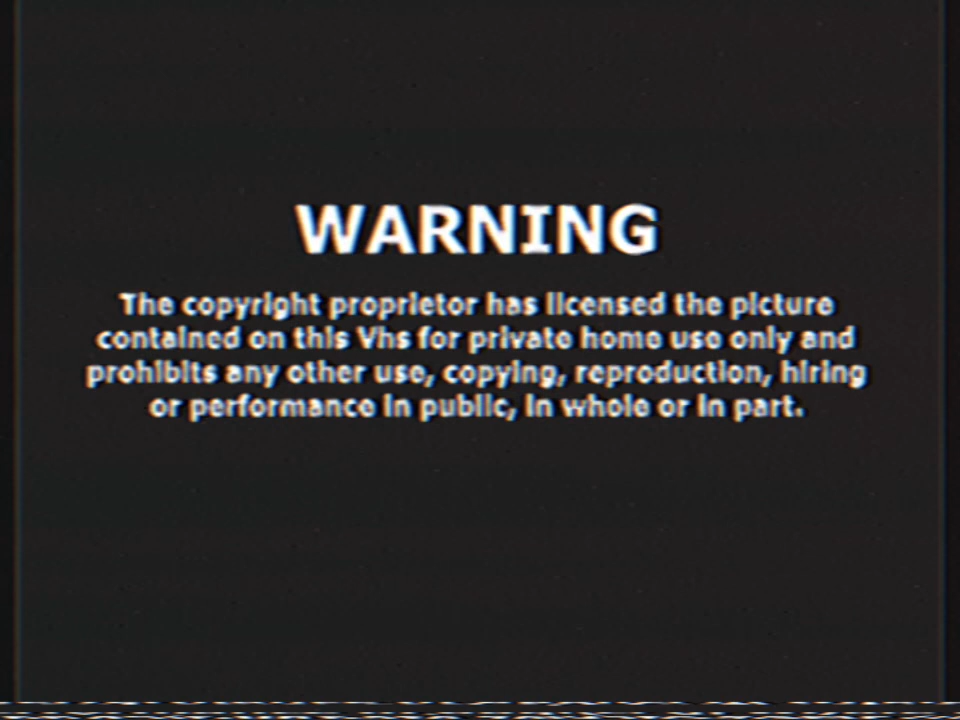 WARNING
The copyright proprietor has licensed the picture
contained on this Vhs for private home use only and
prohibits any other use, copying, reproduction, hiring
or performance in public, in whole or in part.